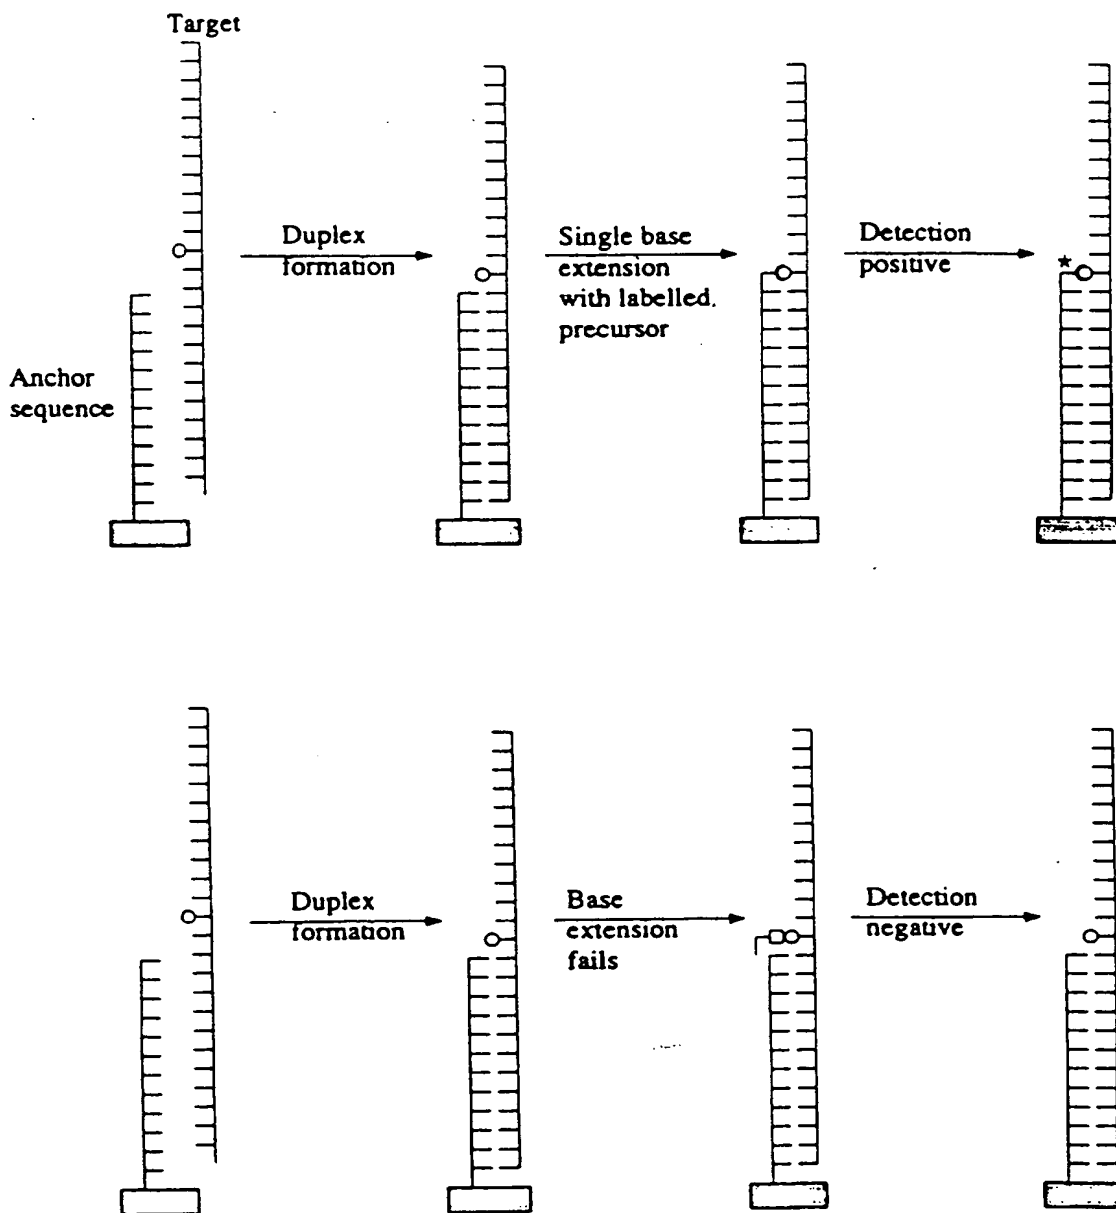 Target
Duplex
formation
Single base
extension
with labelled.
precursor
Detection
positive
★
Anchor
sequence
Duplex
formation
Base
extension
fails
Detection
negative